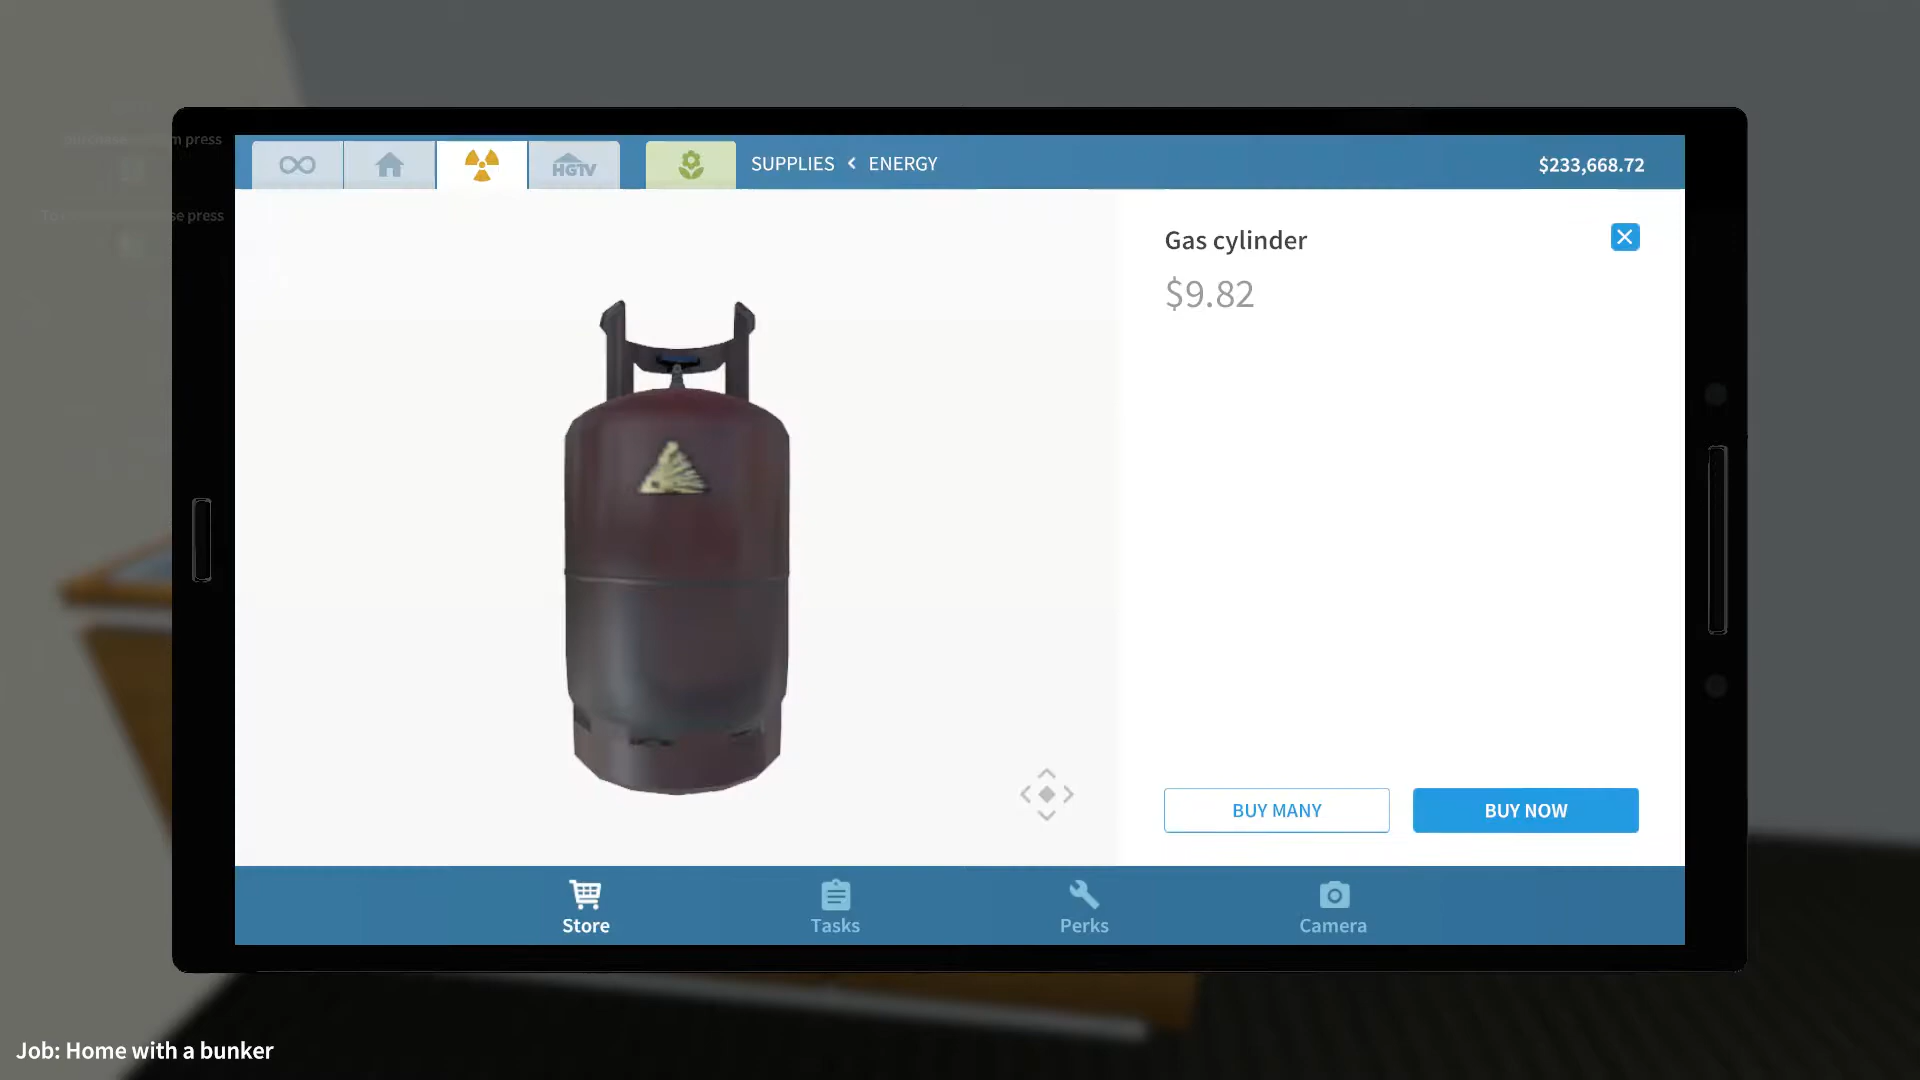 m press
se press
HGTV
SUPPLIES < ENERGY
$233,668.72
Gas cylinder
$9.82
BUY MANY
BUY NOW
Store
Tasks
Perks
Camera
Job: Home with a bunker